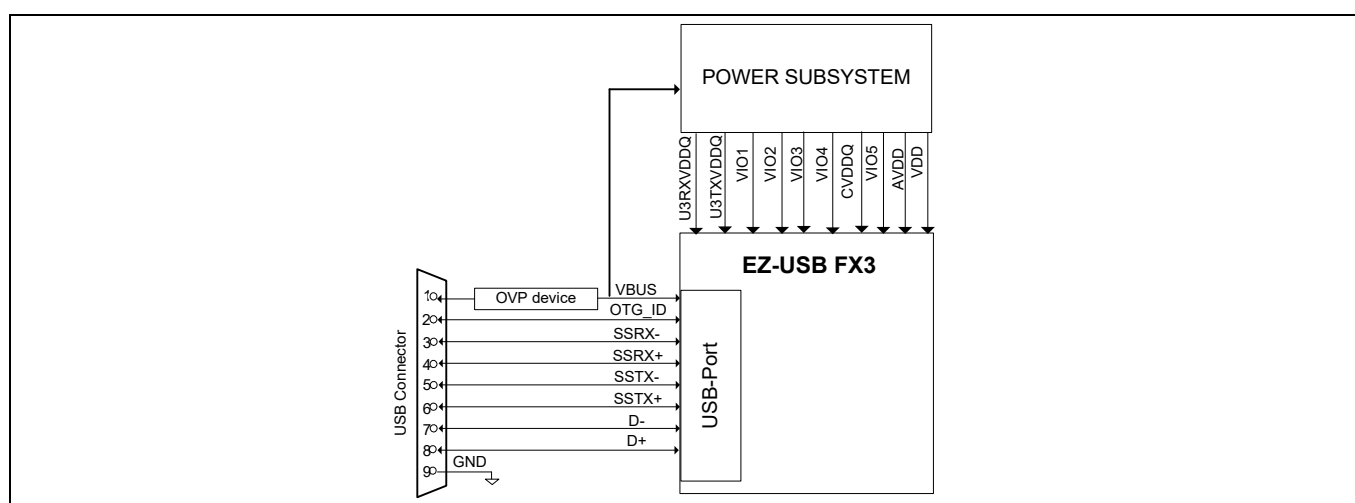 POWER SUBSYSTEM
U3RXVDDQ
U3TXVDDQ
VIO1
VIO2
VIO3
VIO4
CVDDQ
VIO5
AVDD
VDD
EZ-USB FX3
USB-Port
USB Connector
1
OVP device
VBUS
2
OTG_ID
3
SSRX-
4
SSRX+
5
SSTX-
6
SSTX+
7
D-
8
D+
9
GND